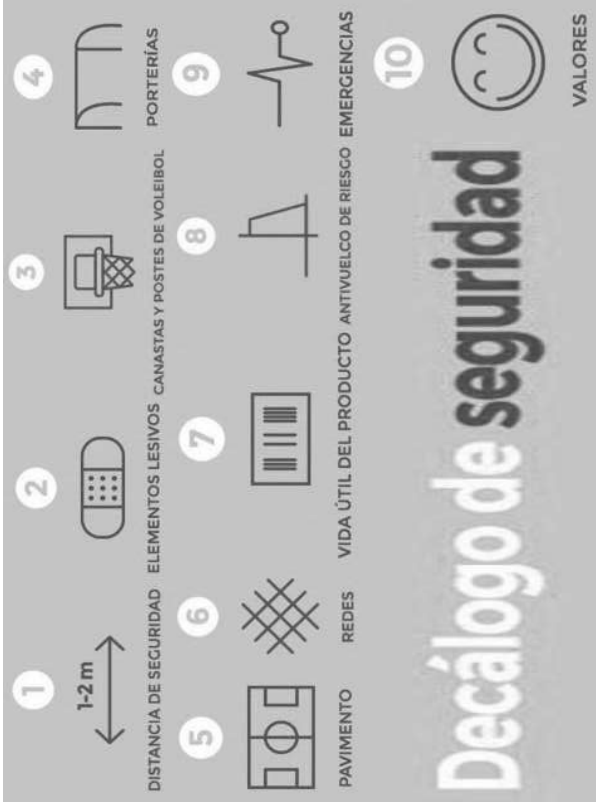 1
2
3
4
1-2 m
DISTANCIA DE SEGURIDAD
ELEMENTOS LESIVOS
CANASTAS Y POSTES DE VOLEIBOL
PORTERÍAS
5
6
7
8
9
PAVIMENTO
REDES
VIDA ÚTIL DEL PRODUCTO
ANTIVUELCO DE RIESGO
EMERGENCIAS
10
Decálogo de seguridad
VALORES